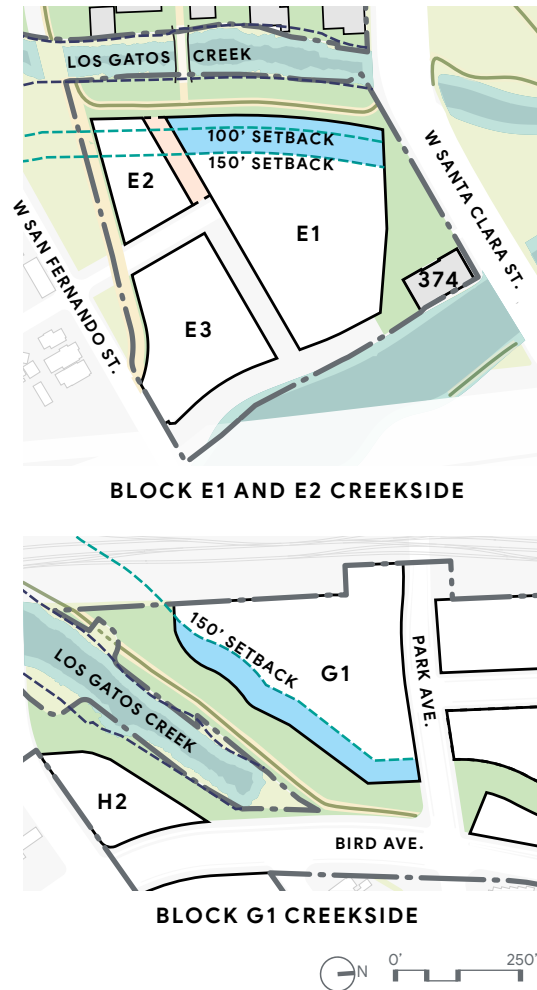 LOS GATOS CREEK
100' SETBACK
150' SETBACK
E2
E1
W SANTA CLARA ST.
W SAN FERNANDO ST.
374
E3
BLOCK E1 AND E2 CREEKSIDE
150' SETBACK
G1
PARK AVE.
LOS GATOS CREEK
H2
BIRD AVE.
BLOCK G1 CREEKSIDE
N
0' 250'